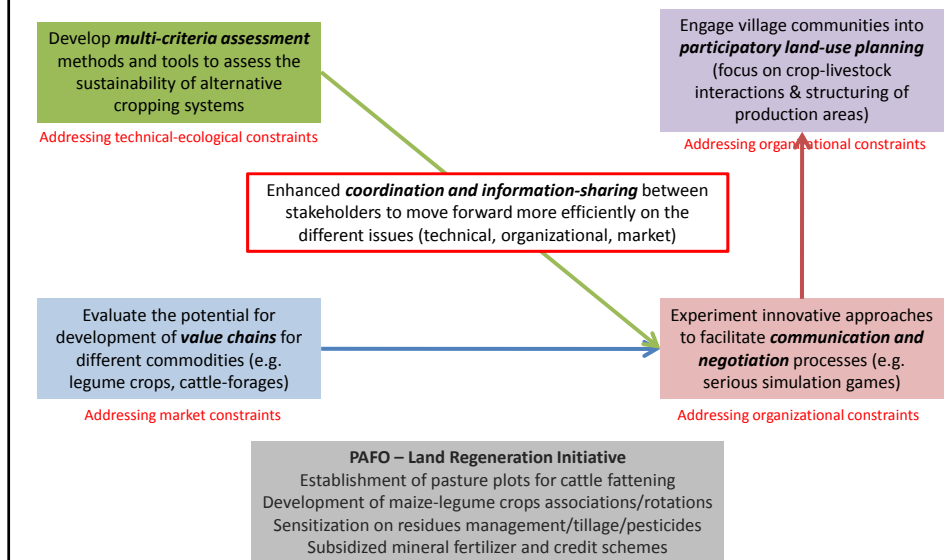 Develop multi-criteria assessment
methods and tools to assess the
sustainability of alternative
cropping systems
Addressing technical-ecological constraints
Engage village communities into
participatory land-use planning
(focus on crop-livestock
interactions & structuring of
production areas)
Addressing organizational constraints
Enhanced coordination and information-sharing between
stakeholders to move forward more efficiently on the
different issues (technical, organizational, market)
Evaluate the potential for
development of value chains for
different commodities (e.g.
legume crops, cattle-forages)
Addressing market constraints
Experiment innovative approaches
to facilitate communication and
negotiation processes (e.g.
serious simulation games)
Addressing organizational constraints
PAFO – Land Regeneration Initiative
Establishment of pasture plots for cattle fattening
Development of maize-legume crops associations/rotations
Sensitization on residues management/tillage/pesticides
Subsidized mineral fertilizer and credit schemes